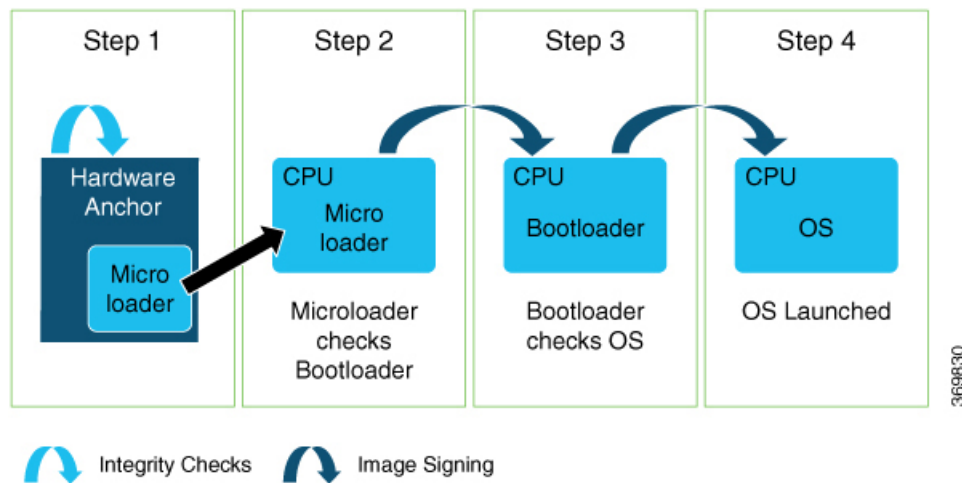 Step 1
Step 2
Step 3
Step 4
Hardware
Anchor
Micro
loader
CPU
Micro
loader
CPU
Bootloader
CPU
OS
Microloader
checks
Bootloader
Bootloader
checks OS
OS Launched
369830
Integrity Checks
Image Signing